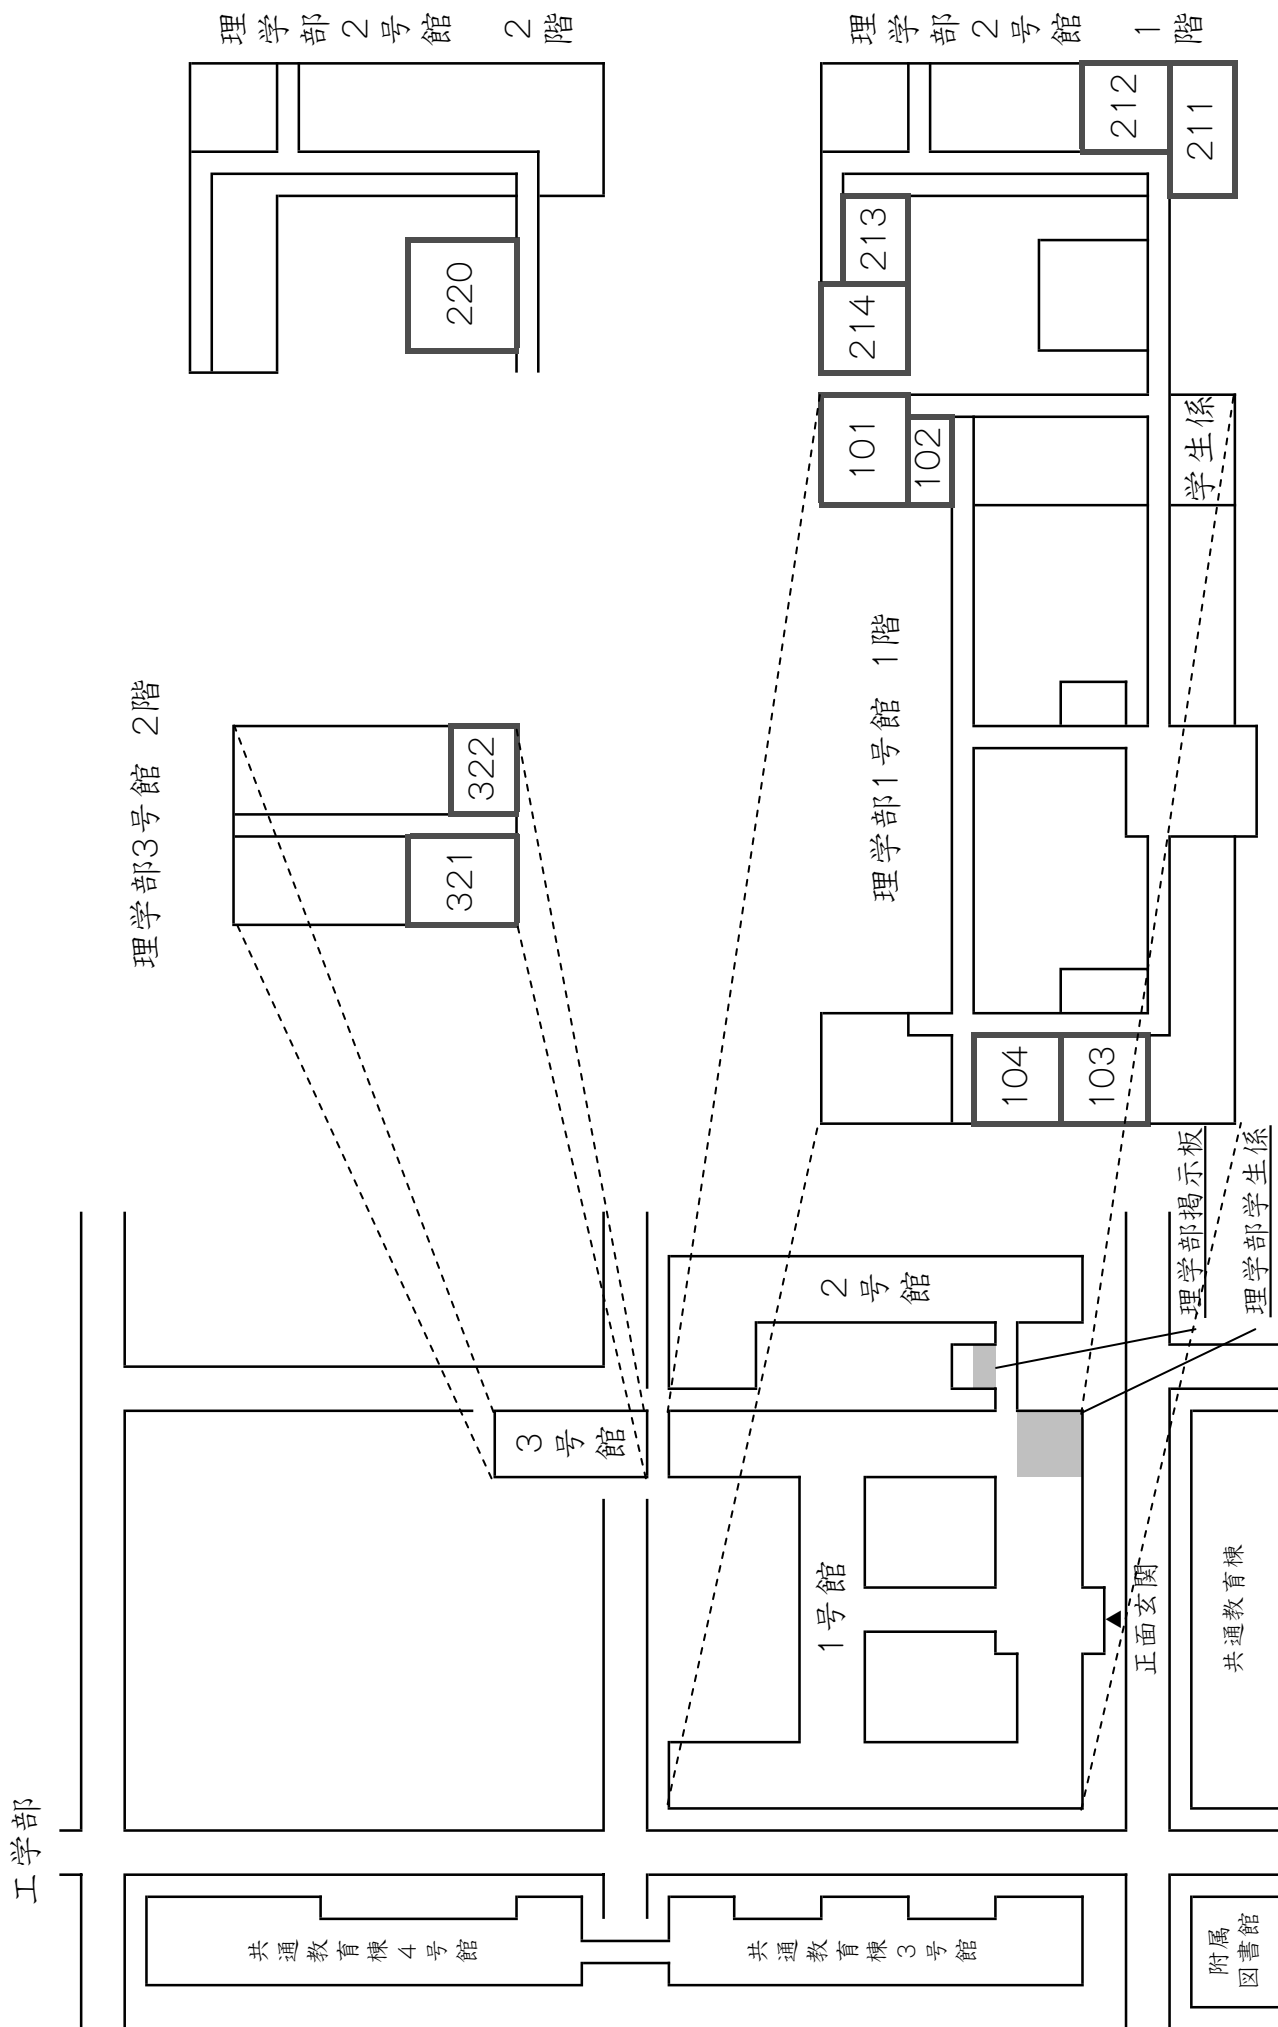 理学部2号館　2階
220
理学部3号館 2階
322
321
理学部2号館　1階
212
211
213
214
101
102
学生係
理学部1号館 1階
104
103
理学部掲示板
理学部学生係
2号館
3号館
1号館
正面玄関
共通教育棟
工学部
共通教育棟4号館
共通教育棟3号館
附属
図書館